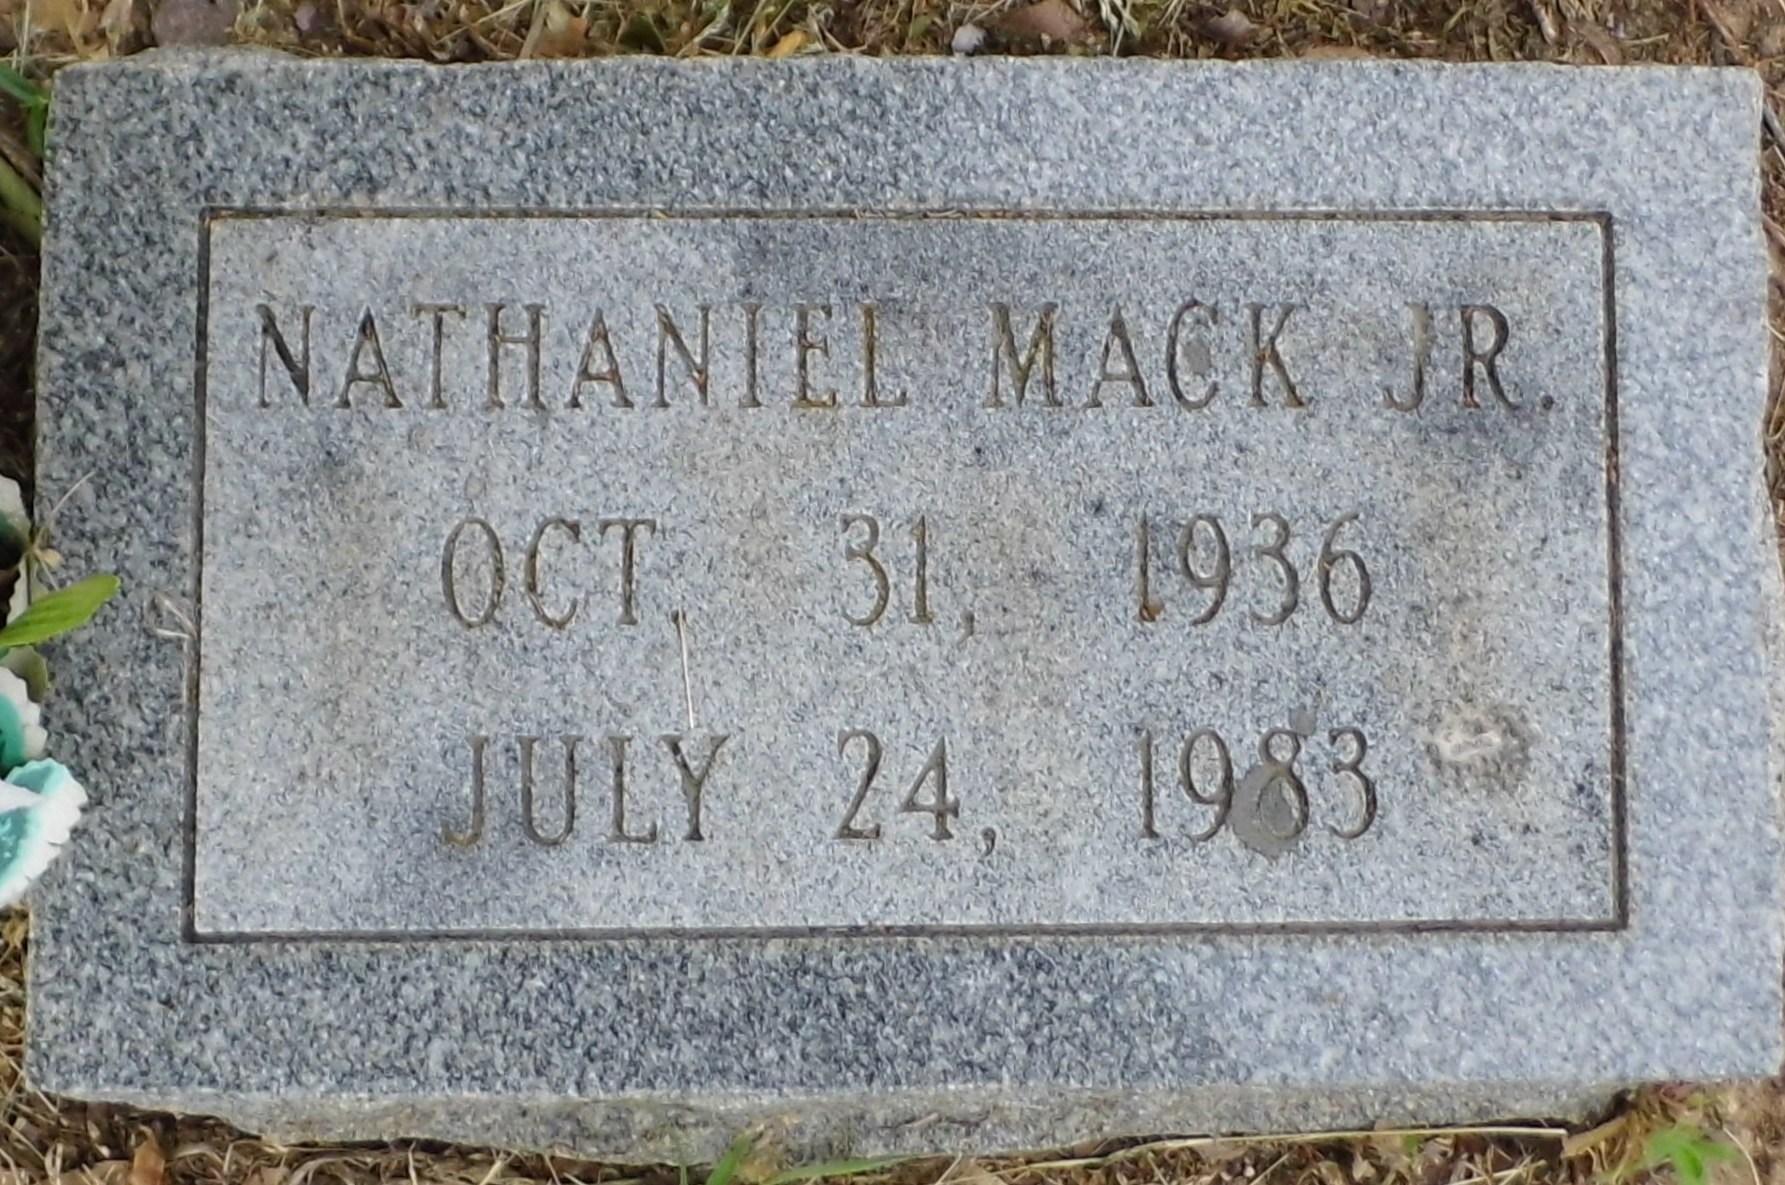 NATHANIEL MACK JR.
OCT. 31, 1936
JULY 24, 1983